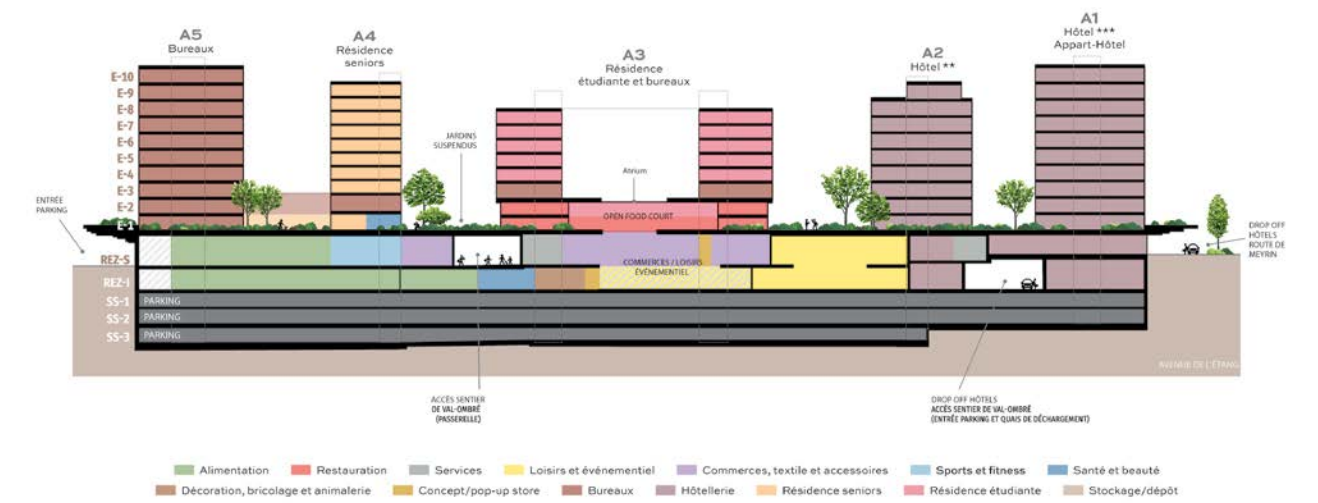 A5
Bureaux
A4
Résidence
seniors
A3
Résidence
étudiante et bureaux
A2
Hôtel **
A1
Hôtel ***
Appart-Hôtel
E-10
E-9
E-8
E-7
E-6
E-5
E-4
E-3
E-2
E-1
REZ-S
REZ-I
SS-1
SS-2
SS-3
ENTRÉE
PARKING
JARDINS
SUSPENDUS
Atrium
OPEN FOOD COURT
COMMERCES / LOISIRS
ÉVÉNEMENTIEL
DROP OFF
HÔTELS
ROUTE DE
MEYRIN
PARKING
PARKING
PARKING
AVENUE DE L'ÉTANG
ACCÈS SENTIER
DE VAL-OMBRÉ
(PASSERELLE)
DROP OFF HÔTELS
ACCÈS SENTIER DE VAL-OMBRÉ
(ENTRÉE PARKING ET QUAIS DE DÉCHARGEMENT)
Alimentation Restauration Services Loisirs et événementiel Commerces, textile et accessoires Sports et fitness Santé et beauté
Décoration, bricolage et animalerie Concept/pop-up store Bureaux Hôtellerie Résidence seniors Résidence étudiante Stockage/dépôt